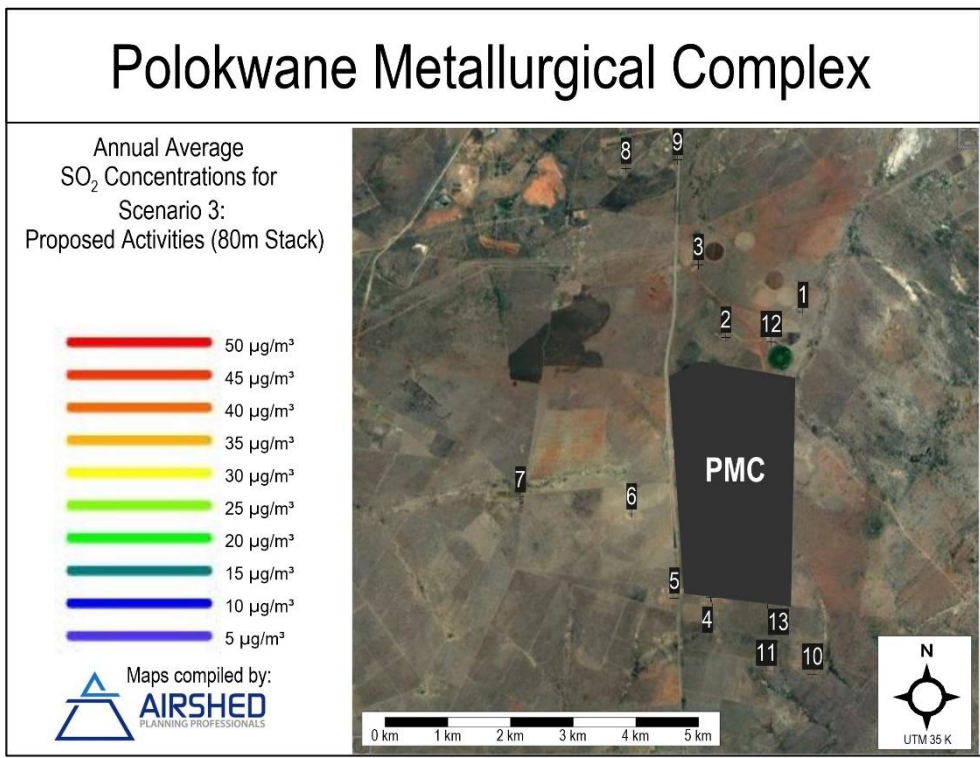 Polokwane Metallurgical Complex
Annual Average
SO₂ Concentrations for
Scenario 3:
Proposed Activities (80m Stack)
50 µg/m³
45 µg/m³
40 µg/m³
35 µg/m³
30 µg/m³
25 µg/m³
20 µg/m³
15 µg/m³
10 µg/m³
5 µg/m³
Maps compiled by:
AIRSHED
PLANNING PROFESSIONALS
8
9
3
1
2
12
PMC
7
6
5
4
13
11
10
0 km 1 km 2 km 3 km 4 km 5 km
N
UTM 35 K